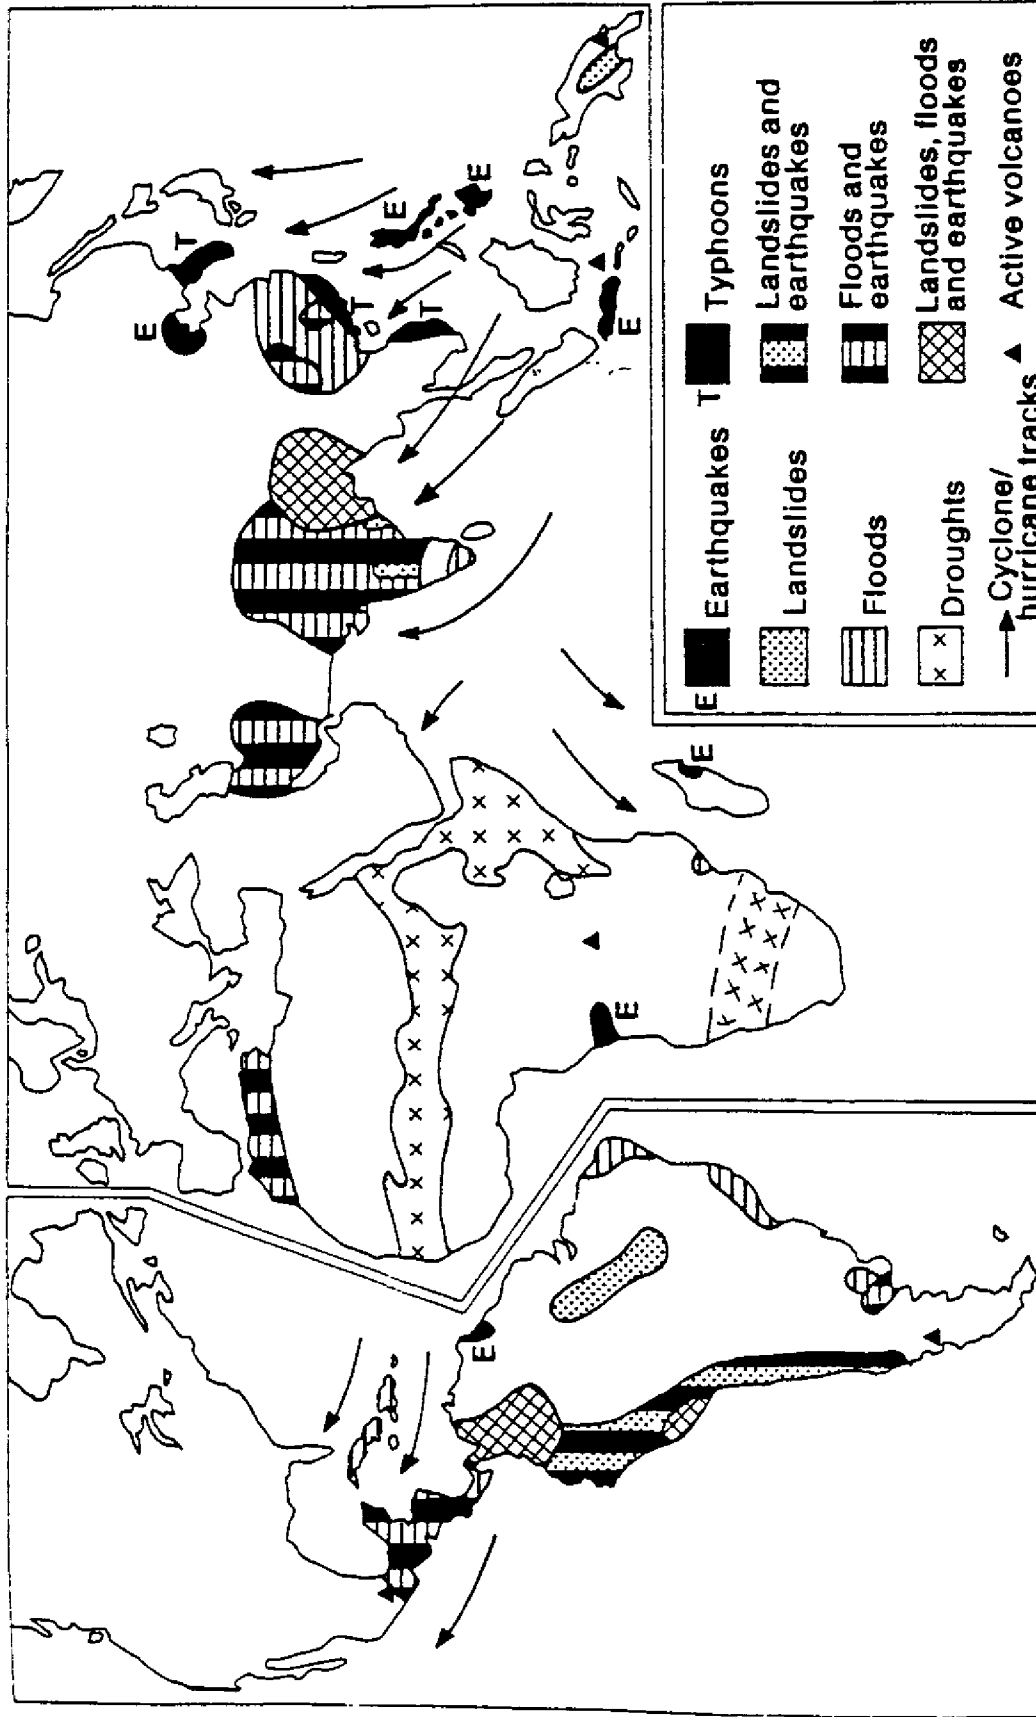 E
T
T
T
E
E
E
E
E
E
E Earthquakes
T Typhoons
Landslides
Landslides and
earthquakes
Floods
Floods and
earthquakes
x x x Droughts
Landslides, floods
and earthquakes
Cyclone/
hurricane tracks
Active volcanoes